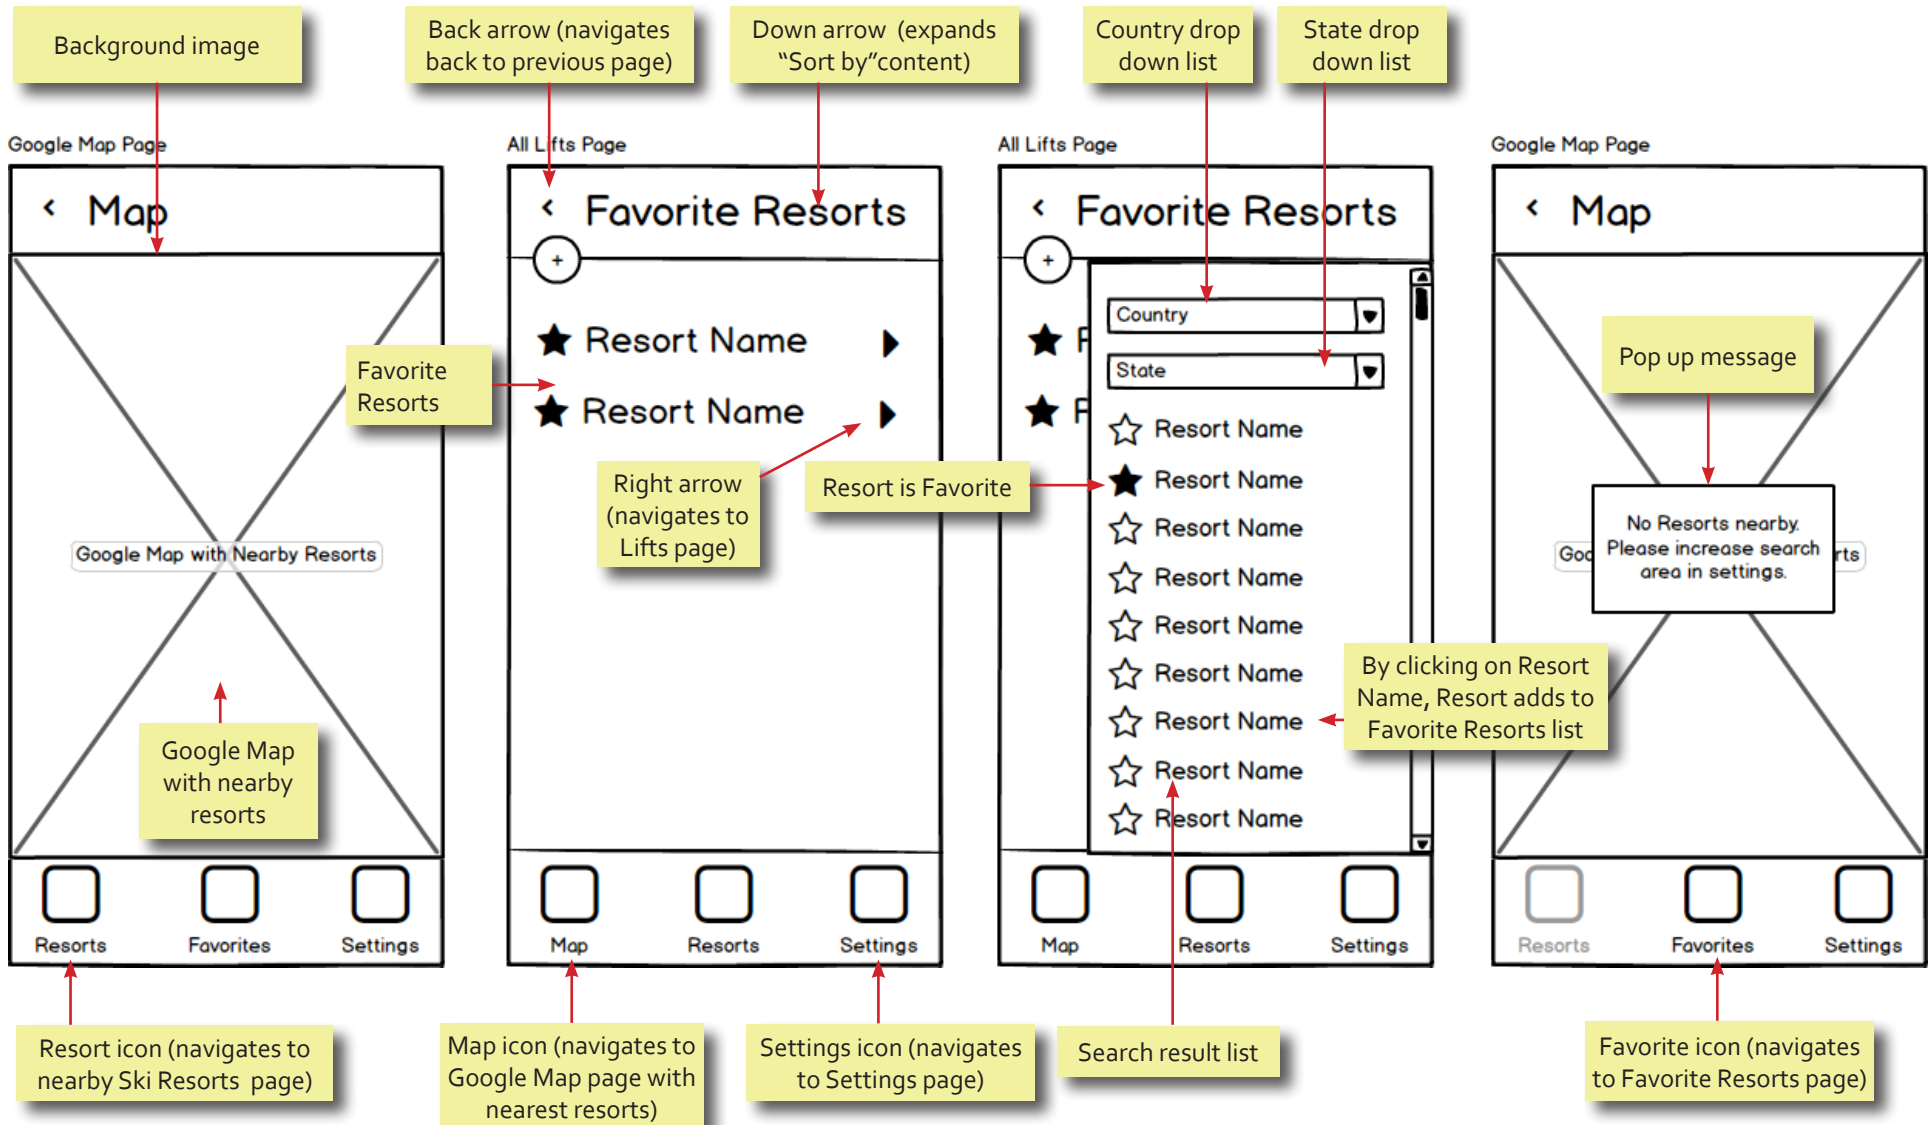 Background image
Back arrow (navigates
back to previous page)
Down arrow  (expands
“Sort by”content)
Country drop
down list
State drop
down list
Google Map Page
< Map
Google Map with Nearby Resorts
Google Map
with nearby
resorts
Resorts
Favorites
Settings
Resort icon (navigates to
nearby Ski Resorts  page)
All Lifts Page
< Favorite Resorts
+
Resort Name
Resort Name
Favorite
Resorts
Right arrow
(navigates to
Lifts page)
Map
Resorts
Settings
Map icon (navigates to
Google Map page with
nearest resorts)
Settings icon (navigates
to Settings page)
All Lifts Page
< Favorite Resorts
+
Country
State
Resort Name
Resort Name
Resort Name
Resort Name
Resort Name
Resort Name
Resort Name
Resort Name
Resort Name
Resort is Favorite
By clicking on Resort
Name, Resort adds to
Favorite Resorts list
Map
Resorts
Settings
Search result list
Google Map Page
< Map
Pop up message
No Resorts nearby.
Please increase search
area in settings.
Resorts
Favorites
Settings
Favorite icon (navigates
to Favorite Resorts page)